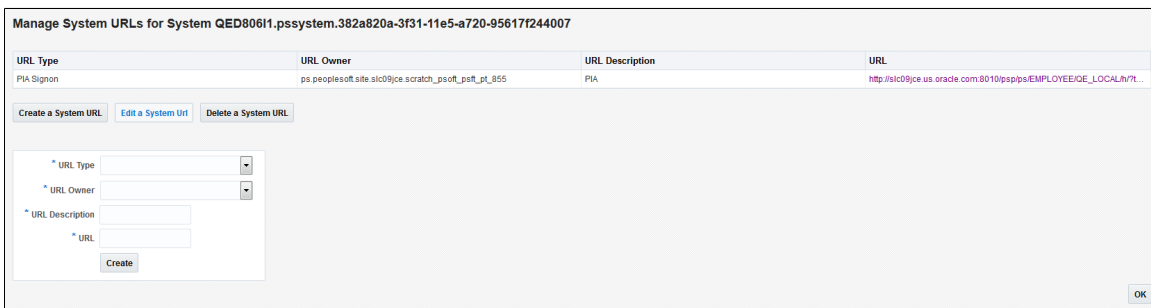 Manage System URLs for System QED806I1.pssystem.382a820a-3f31-11e5-a720-95617f244007
URL Type URL Owner URL Description URL
PIA Signon ps.peoplesoft.site.slc09jce.scratch_psoft_psft_pt_855 PIA http://slc09jce.us.oracle.com:8010/psp/ps/EMPLOYEE/QE_LOCAL/h/?t...
Create a System URL Edit a System Url Delete a System URL
* URL Type
* URL Owner
* URL Description
* URL
Create
OK